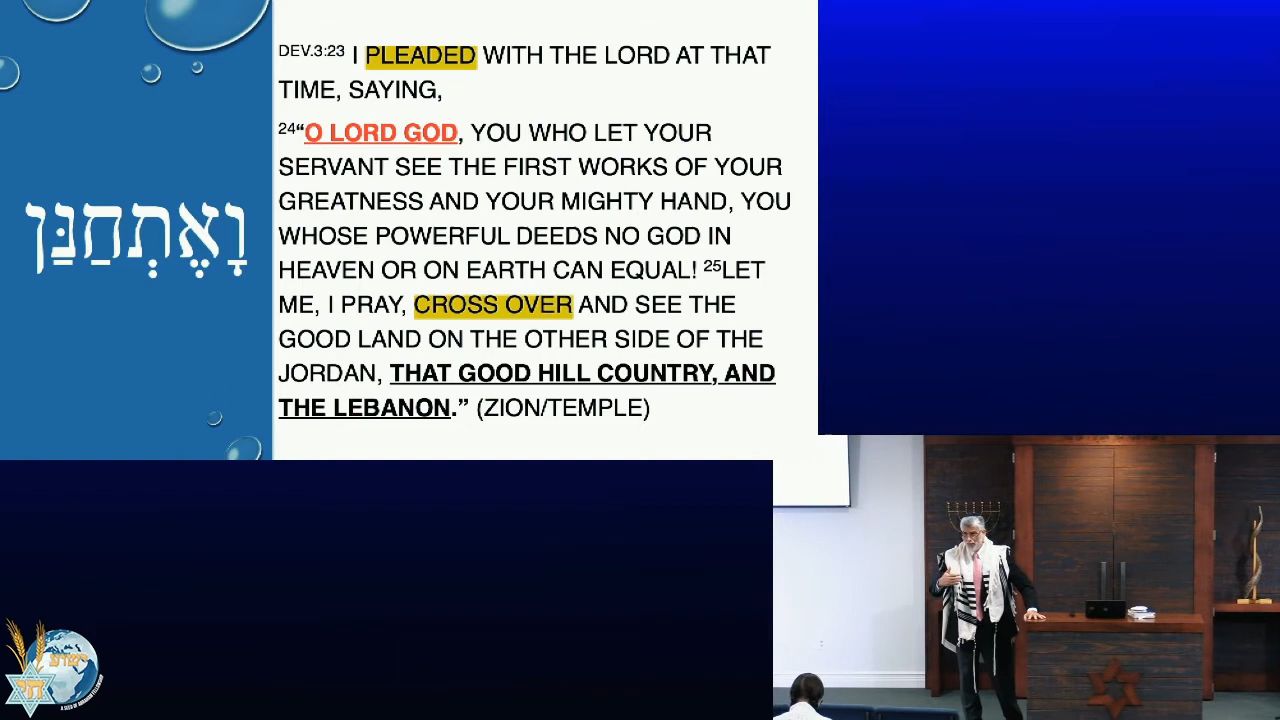 DEV.3:23 I PLEADED WITH THE LORD AT THAT
TIME, SAYING,
24“O LORD GOD, YOU WHO LET YOUR
SERVANT SEE THE FIRST WORKS OF YOUR
GREATNESS AND YOUR MIGHTY HAND, YOU
WHOSE POWERFUL DEEDS NO GOD IN
HEAVEN OR ON EARTH CAN EQUAL! 25LET
ME, I PRAY, CROSS OVER AND SEE THE
GOOD LAND ON THE OTHER SIDE OF THE
JORDAN, THAT GOOD HILL COUNTRY, AND
THE LEBANON.” (ZION/TEMPLE)
וָאֶתְחַנַּן
ישוע
חי